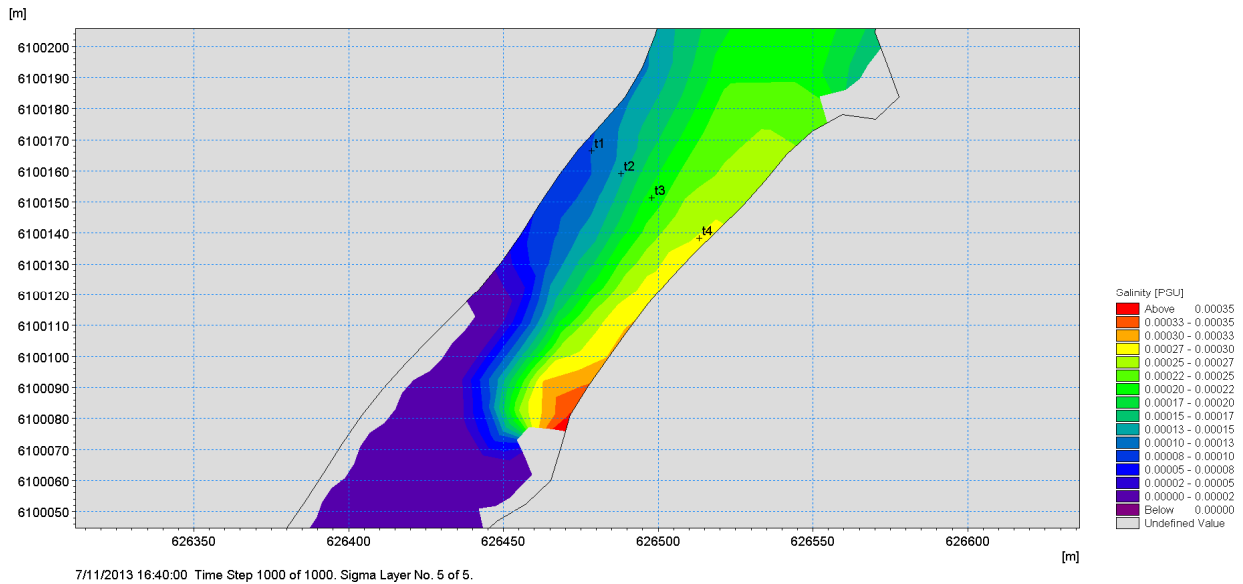 [m]
6100200
6100190
6100180
6100170
6100160
6100150
6100140
6100130
6100120
6100110
6100100
6100090
6100080
6100070
6100060
6100050
t1
t2
t3
t4
626350 626400 626450 626500 626550 626600
[m]
7/11/2013 16:40:00 Time Step 1000 of 1000. Sigma Layer No. 5 of 5.
Salinity [PSU]
Above 0.00035
0.00033 - 0.00035
0.00030 - 0.00033
0.00027 - 0.00030
0.00025 - 0.00027
0.00022 - 0.00025
0.00020 - 0.00022
0.00017 - 0.00020
0.00015 - 0.00017
0.00013 - 0.00015
0.00010 - 0.00013
0.00008 - 0.00010
0.00005 - 0.00008
0.00002 - 0.00005
0.00000 - 0.00002
Below 0.00000
Undefined Value